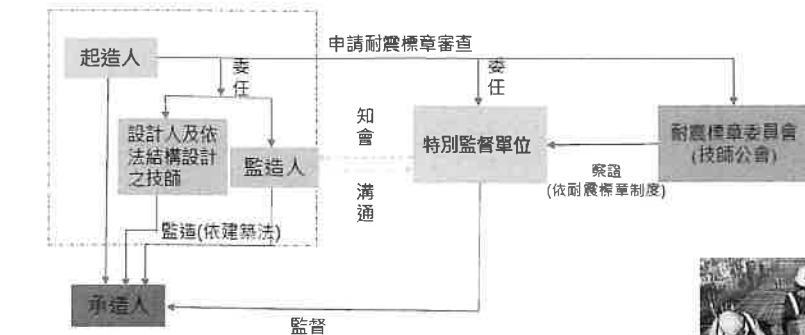 申請耐震標章審查
起造人
委任
委任
知會
設計人及依
法結構設計
之技師
監造人
特別監督單位
耐震標章委員會
(技師公會)
察證
(依耐震標章制度)
溝通
監造(依建築法)
承造人
監督